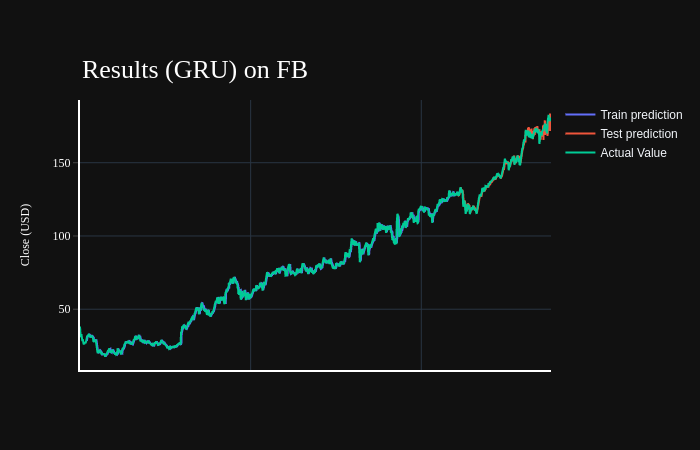 Results (GRU) on FB
Train prediction
Test prediction
Actual Value
150
100
50
Close (USD)